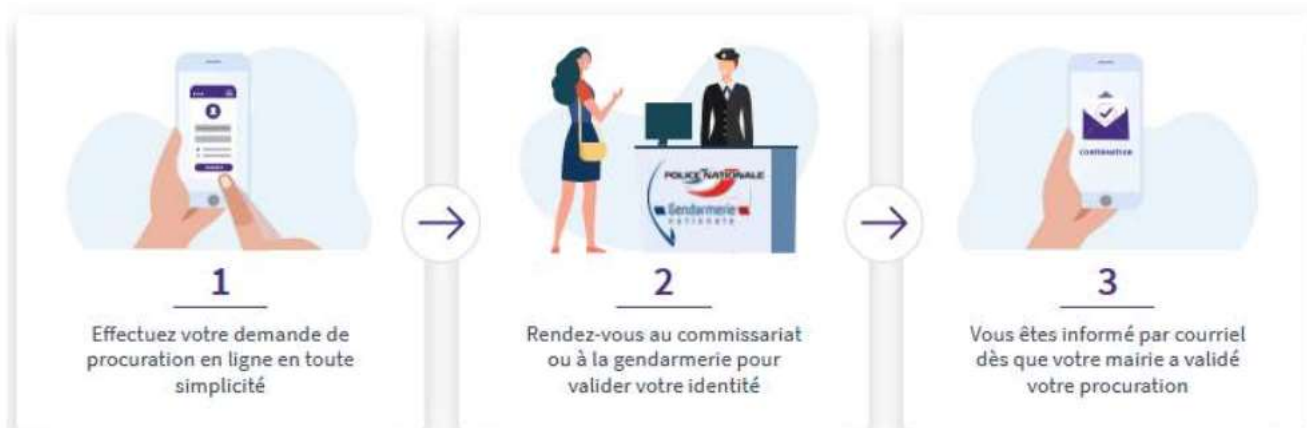 POLICE NATIONALE
Gendarmerie
nationale
1
Effectuez votre demande de
procuration en ligne en toute
simplicité
2
Rendez-vous au commissariat
ou à la gendarmerie pour
valider votre identité
3
Vous êtes informé par courriel
dès que votre mairie a validé
votre procuration